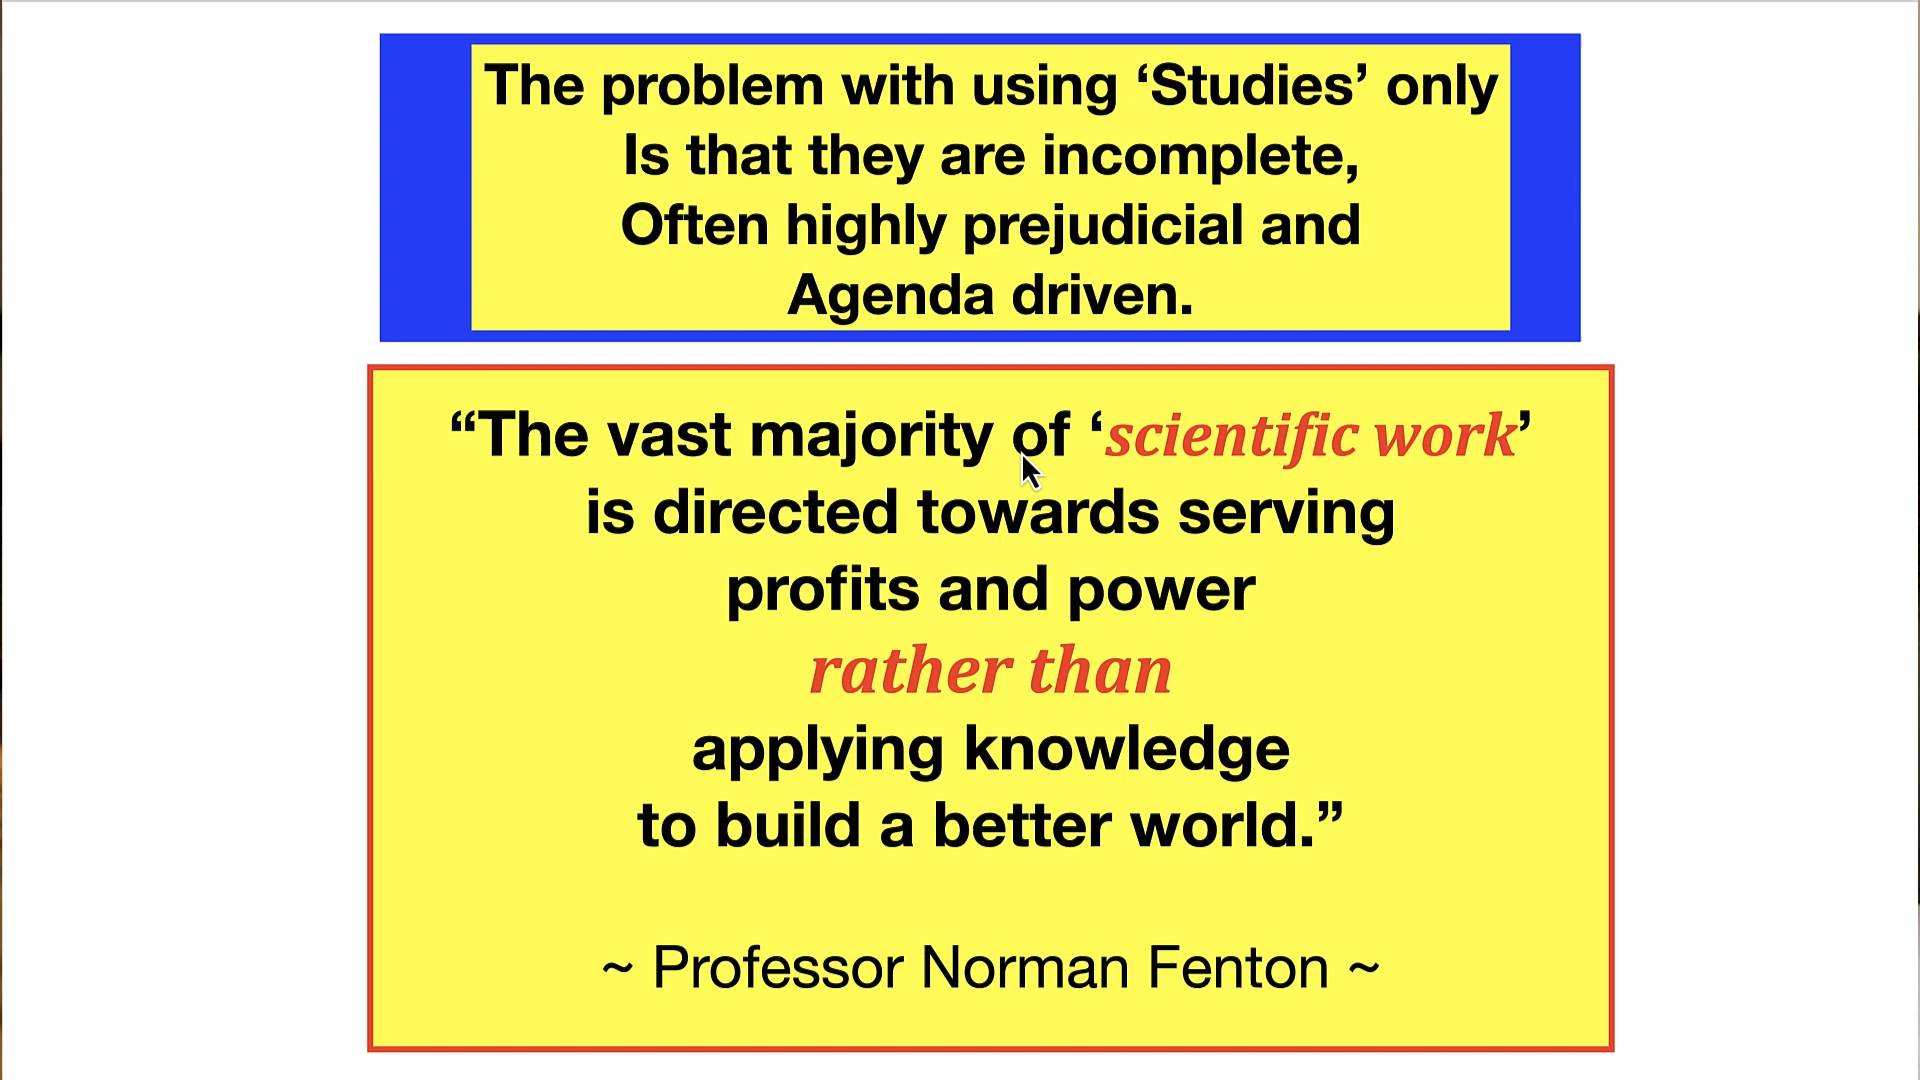 The problem with using ‘Studies’ only
Is that they are incomplete,
Often highly prejudicial and
Agenda driven.
“The vast majority of ‘scientific work’
is directed towards serving
profits and power
rather than
applying knowledge
to build a better world.”
~ Professor Norman Fenton ~